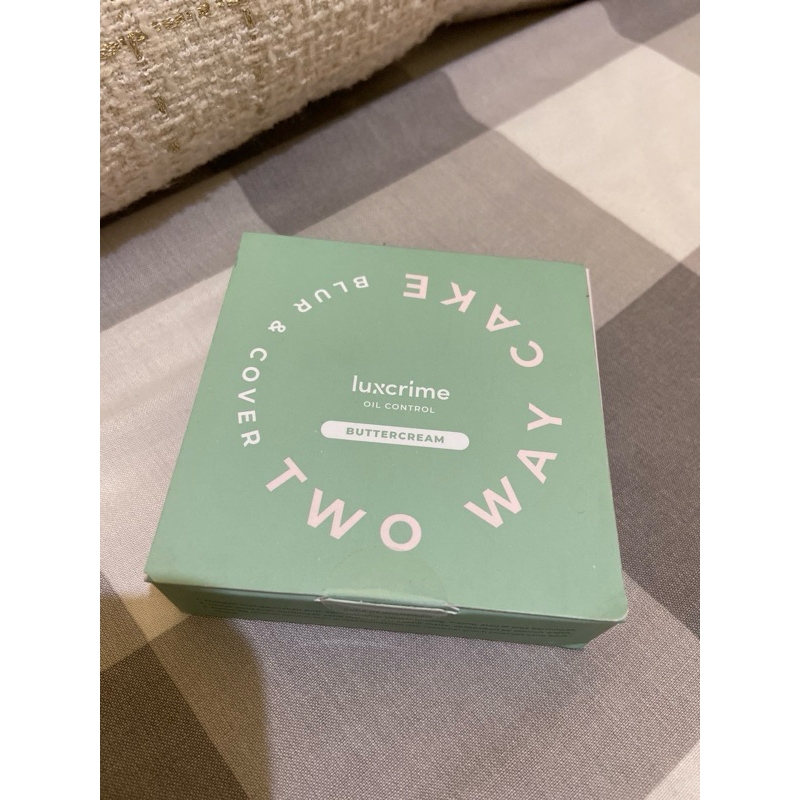 luxcrime
OIL CONTROL
BUTTERCREAM
BLUR & COVER
TWO WAY CAKE